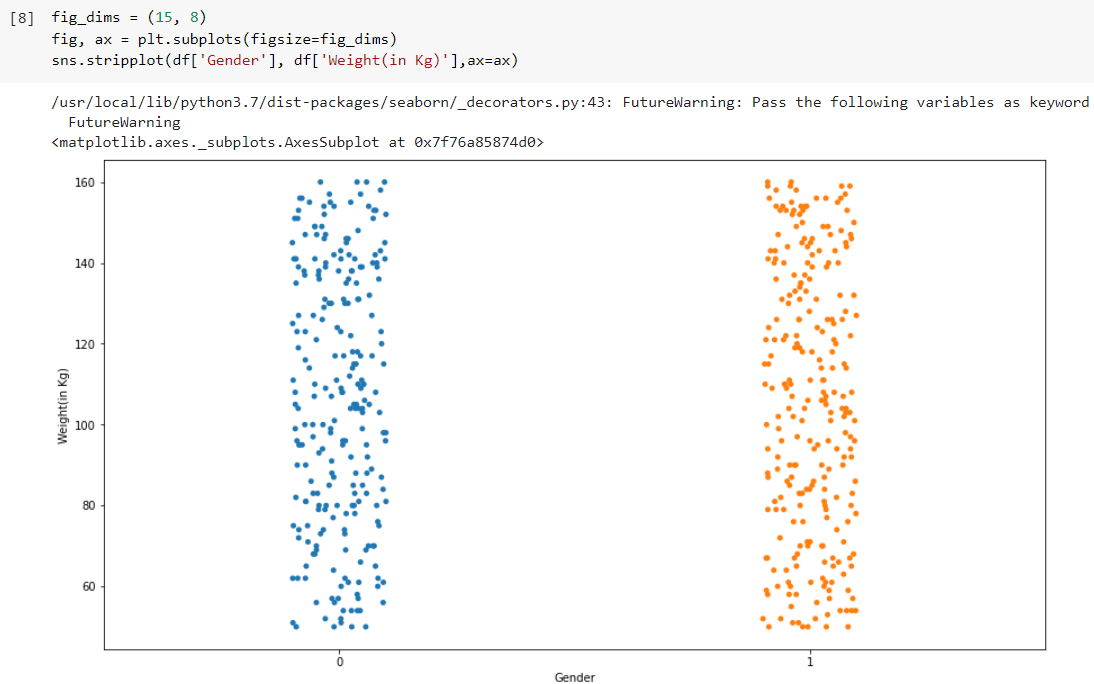 [8] fig_dims = (15, 8)
fig, ax = plt.subplots(figsize=fig_dims)
sns.stripplot(df['Gender'], df['Weight(in Kg)'],ax=ax)
/usr/local/lib/python3.7/dist-packages/seaborn/_decorators.py:43: FutureWarning: Pass the following variables as keyword
FutureWarning
<matplotlib.axes._subplots.AxesSubplot at 0x7f76a85874d0>
160
140
120
100
80
60
Weight(in Kg)
0 1
Gender